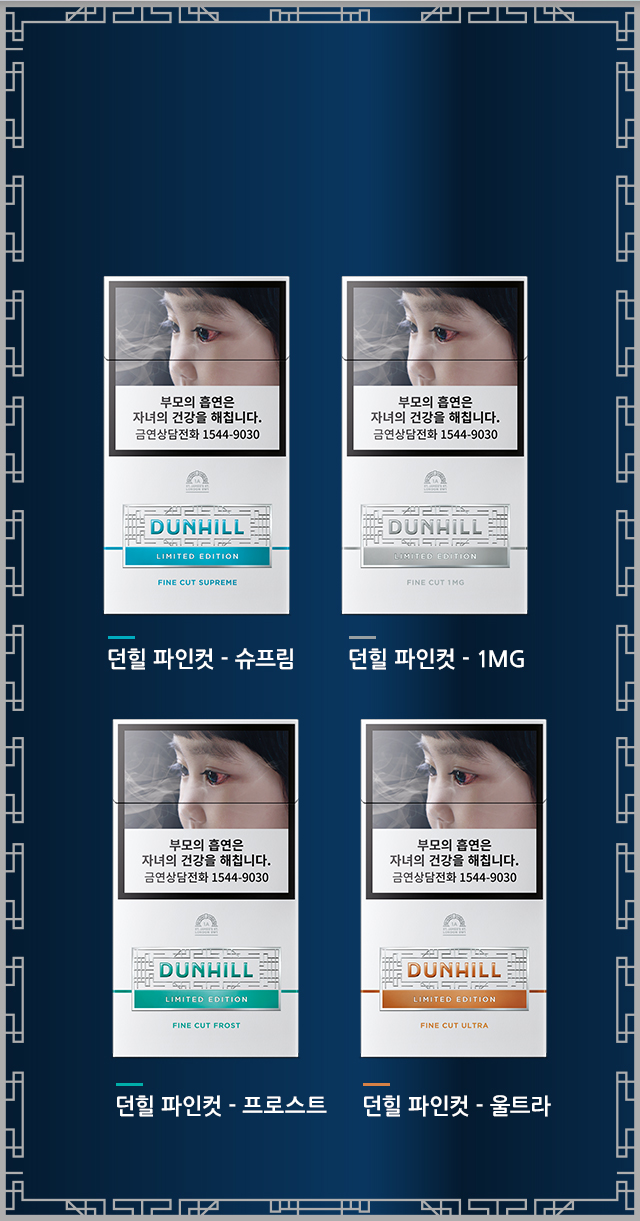 부모의 흡연은
자녀의 건강을 해칩니다.
금연상담전화 1544-9030
DUNHILL
LIMITED EDITION
FINE CUT SUPREME
던힐 파인컷 - 슈프림
부모의 흡연은
자녀의 건강을 해칩니다.
금연상담전화 1544-9030
DUNHILL
LIMITED EDITION
FINE CUT 1MG
던힐 파인컷 - 1MG
부모의 흡연은
자녀의 건강을 해칩니다.
금연상담전화 1544-9030
DUNHILL
LIMITED EDITION
FINE CUT FROST
던힐 파인컷 - 프로스트
부모의 흡연은
자녀의 건강을 해칩니다.
금연상담전화 1544-9030
DUNHILL
LIMITED EDITION
FINE CUT ULTRA
던힐 파인컷 - 울트라